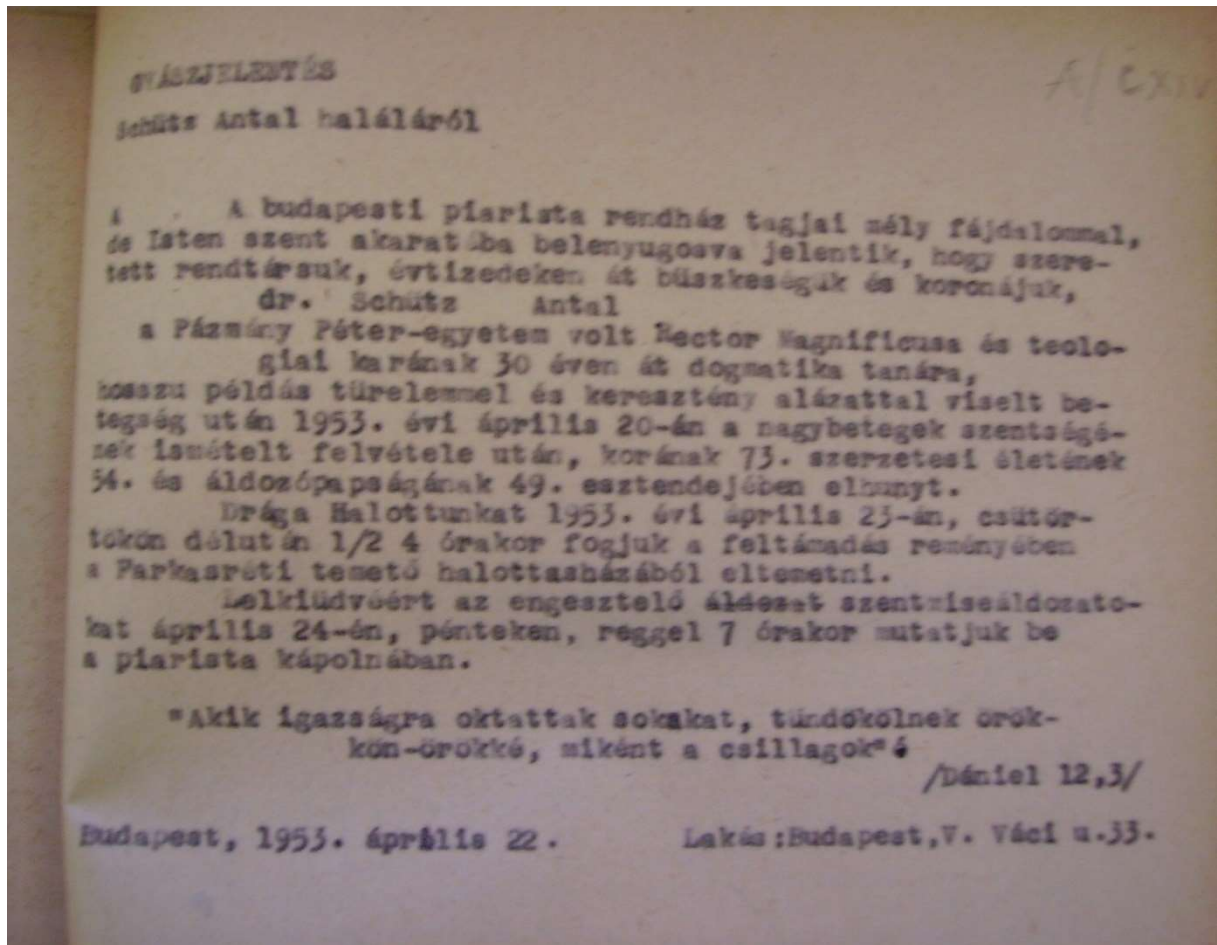 GYÁSZJELENTÉS
A/CXIV
Schütz Antal haláláról
A A budapesti piarista rendház tagjai mély fájdalommal,
de Isten szent akaratába belenyugosva jelentik, hogy szere-
tett rendtársuk, évtizedeken át büszkeségük és koronájuk,
dr. Schütz Antal
a Pázmány Péter-egyetem volt Rector Magnificusa és teolo-
giai karának 30 éven át dogmatika tanára,
hosszu példás türelemmel és keresztény alázattal viselt be-
tegség után 1953. évi április 20-án a nagybetegek szentségé-
nek ismételt felvétele után, korának 73. szerzetesi életének
54. és áldozópapságának 49. esztendejében elhunyt.
Drága Halottunkat 1953. évi április 23-án, csütör-
tökön délután 1/2 4 órakor fogjuk a feltámadás reményében
a Farkasréti temető halottasházából eltemetni.
Lelkiüdvéért az engesztelő áldozat szentmiseáldozato-
kat április 24-én, pénteken, reggel 7 órakor mutatjuk be
a piarista kápolnában.
"Akik igazságra oktattak sokakat, tündökölnek örök-
kön-örökké, miként a csillagok"
/Dániel 12,3/
Budapest, 1953. április 22. Lakás:Budapest,V. Váci u.33.